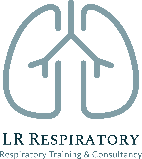 LR RESPIRATORY
Respiratory Training & Consultancy